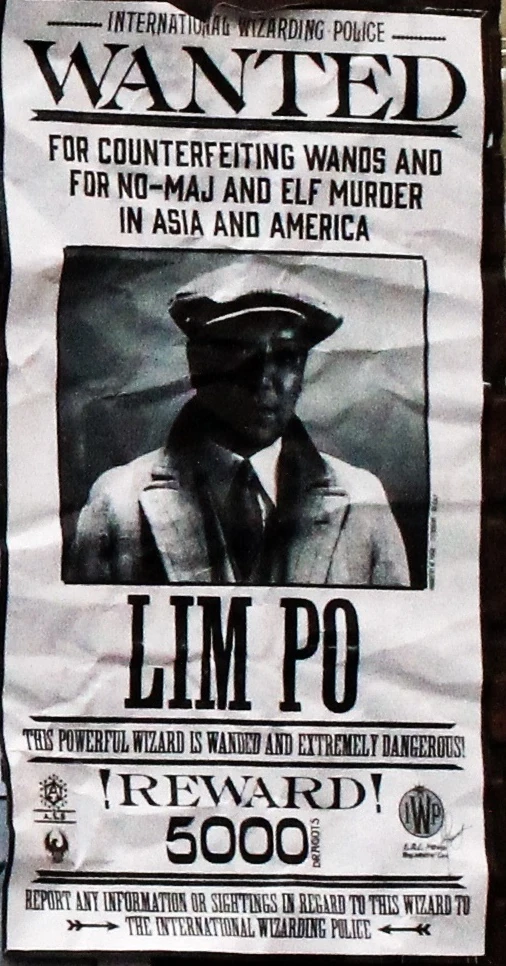 INTERNATIONAL WIZARDING POLICE
WANTED
FOR COUNTERFEITING WANDS AND
FOR NO-MAJ AND ELF MURDER
IN ASIA AND AMERICA
LIM PO
THIS POWERFUL WIZARD IS WANDED AND EXTREMELY DANGEROUS!
!REWARD!
5000 DRAGOTS
IWP
REPORT ANY INFORMATION OR SIGHTINGS IN REGARD TO THIS WIZARD TO
THE INTERNATIONAL WIZARDING POLICE